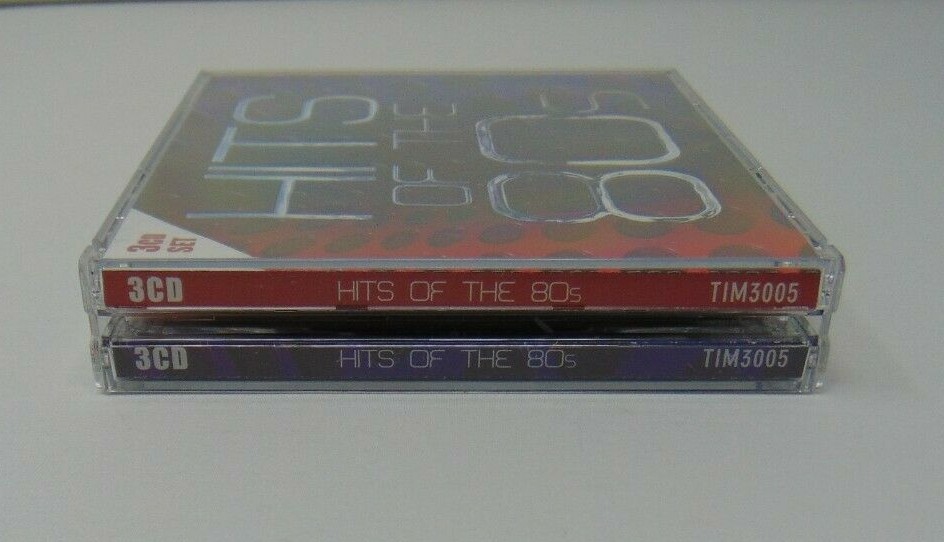 HITS
OF THE
80s
3CD
SET
3CD HITS OF THE 80s TIM3005
3CD HITS OF THE 80s TIM3005